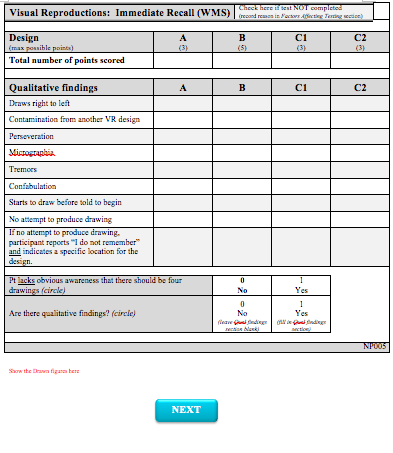 Visual Reproductions: Immediate Recall (WMS)
Check here if test NOT completed
(record reason in Factors Affecting Testing section)
Design A B C1 C2
(max possible points) (3) (5) (3) (3)
Total number of points scored
Qualitative findings A B C1 C2
Draws right to left
Contamination from another VR design
Perseveration
Micrographia
Tremors
Confabulation
Starts to draw before told to begin
No attempt to produce drawing
If no attempt to produce drawing,
participant reports “I do not remember”
and indicates a specific location for the
design.
Pt lacks obvious awareness that there should be four 0 1
drawings (circle) No Yes
0 1
Are there qualitative findings? (circle) No Yes
(leave Qual findings (fill in Qual findings
section blank) section)
NP005
Show the Drawn figures here
NEXT